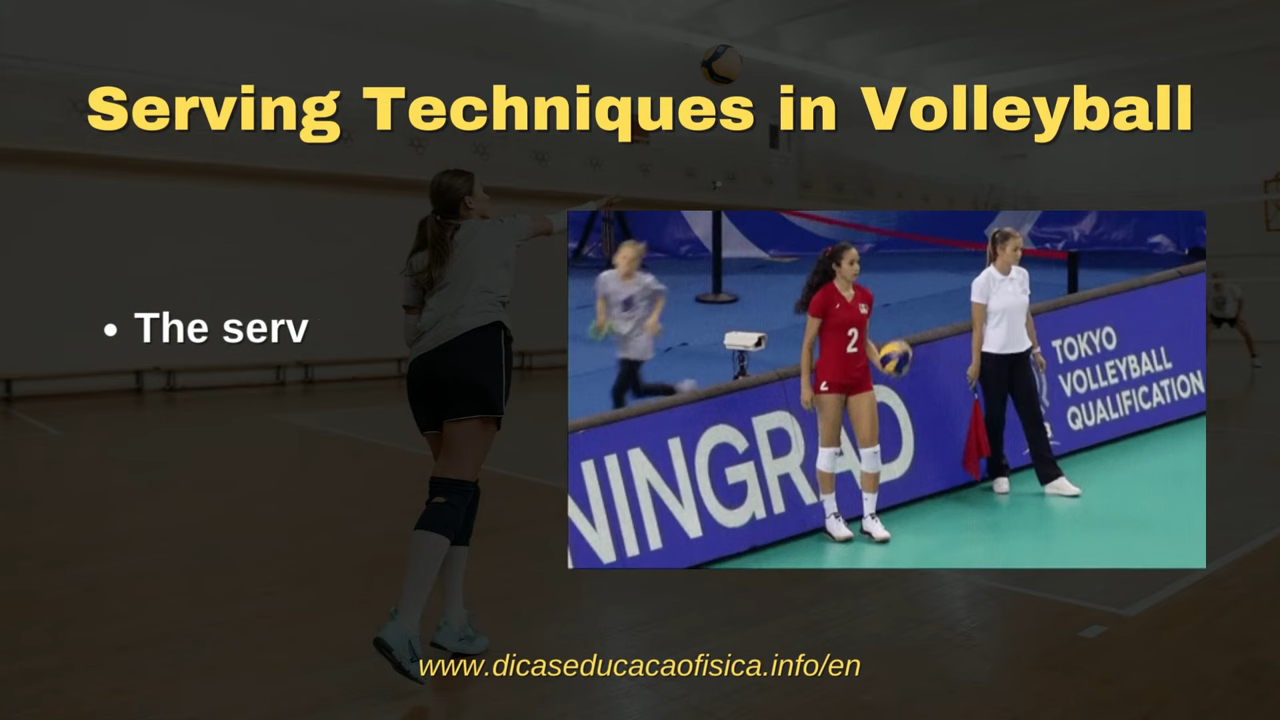 Serving Techniques in Volleyball
• The serv
2
TOKYO
VOLLEYBALL
QUALIFICATION
NINGRAD
www.dicaseducacaofisica.info/en